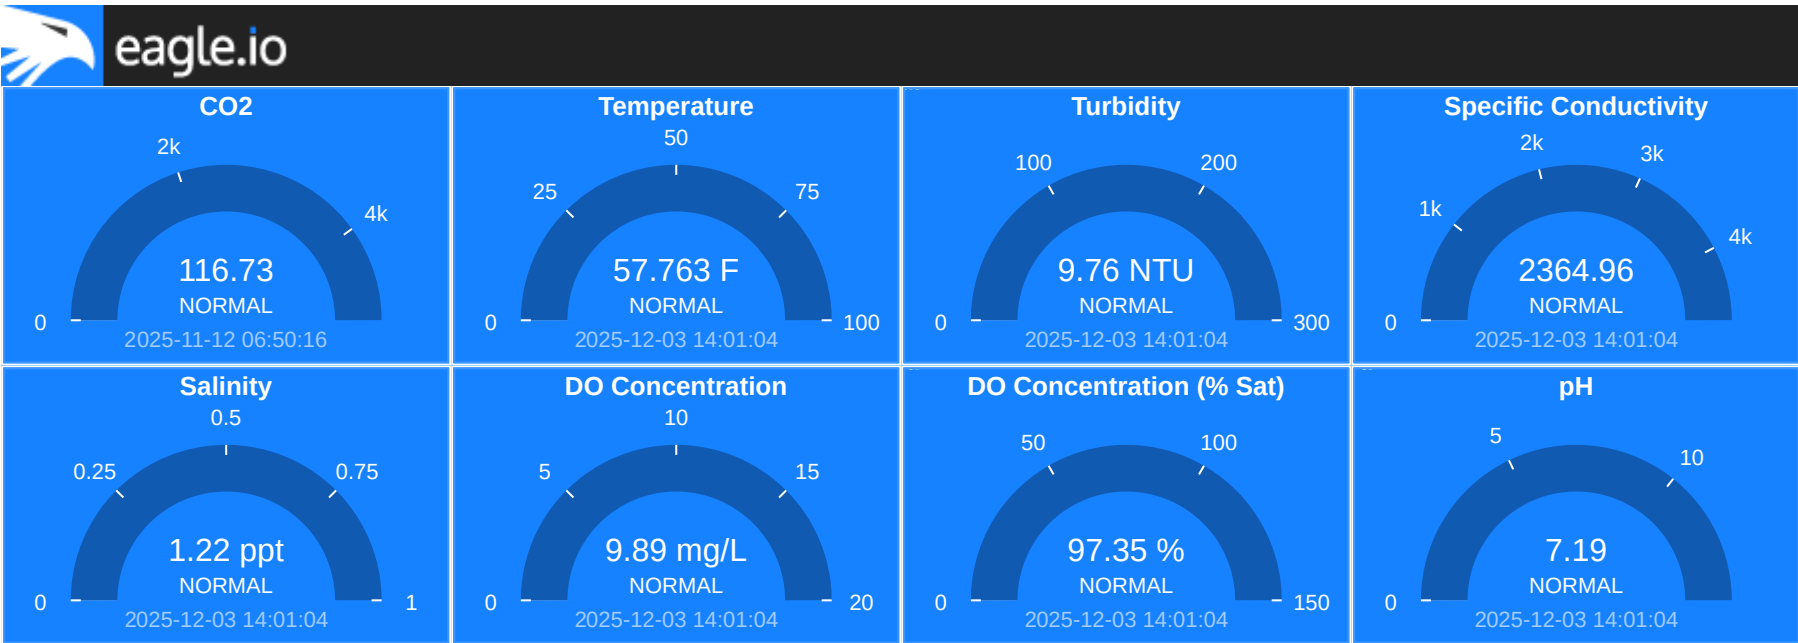 eagle.io
CO2
2k
4k
0
116.73
NORMAL
2025-11-12 06:50:16
Temperature
50
25
75
0
100
57.763 F
NORMAL
2025-12-03 14:01:04
Turbidity
100
200
0
300
9.76 NTU
NORMAL
2025-12-03 14:01:04
Specific Conductivity
2k
3k
1k
4k
0
2364.96
NORMAL
2025-12-03 14:01:04
Salinity
0.5
0.25
0.75
0
1
1.22 ppt
NORMAL
2025-12-03 14:01:04
DO Concentration
10
5
15
0
20
9.89 mg/L
NORMAL
2025-12-03 14:01:04
DO Concentration (% Sat)
50
100
0
150
97.35 %
NORMAL
2025-12-03 14:01:04
pH
5
10
0
7.19
NORMAL
2025-12-03 14:01:04